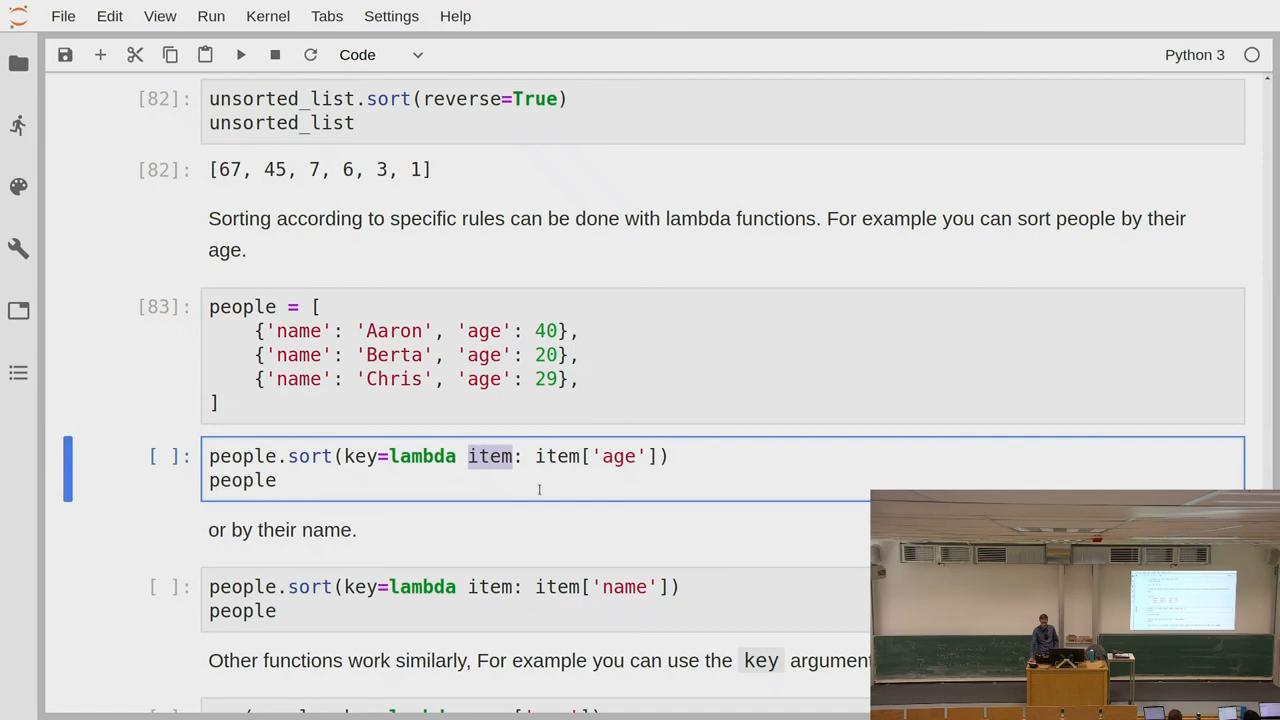 File Edit View Run Kernel Tabs Settings Help
Code Python 3
[82]: unsorted_list.sort(reverse=True)
unsorted_list
[82]: [67, 45, 7, 6, 3, 1]
Sorting according to specific rules can be done with lambda functions. For example you can sort people by their
age.
[83]: people = [
{'name': 'Aaron', 'age': 40},
{'name': 'Berta', 'age': 20},
{'name': 'Chris', 'age': 29},
]
[ ]: people.sort(key=lambda item: item['age'])
people
or by their name.
[ ]: people.sort(key=lambda item: item['name'])
people
Other functions work similarly, For example you can use the key argument